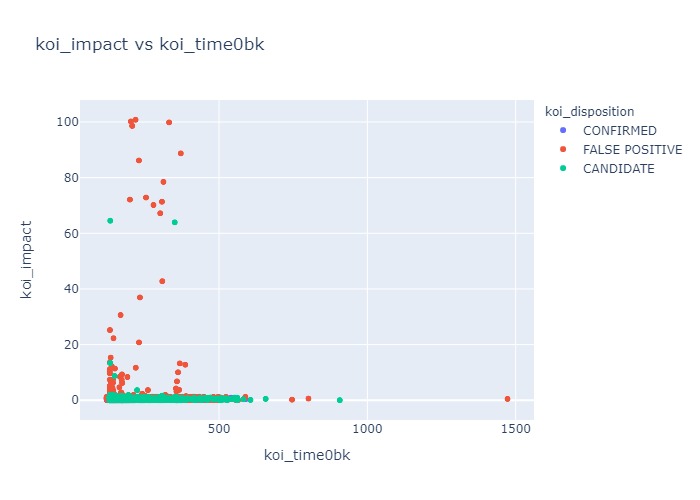 koi_impact vs koi_time0bk
koi_disposition
CONFIRMED
FALSE POSITIVE
CANDIDATE
100
80
60
40
20
0
koi_impact
500
1000
1500
koi_time0bk